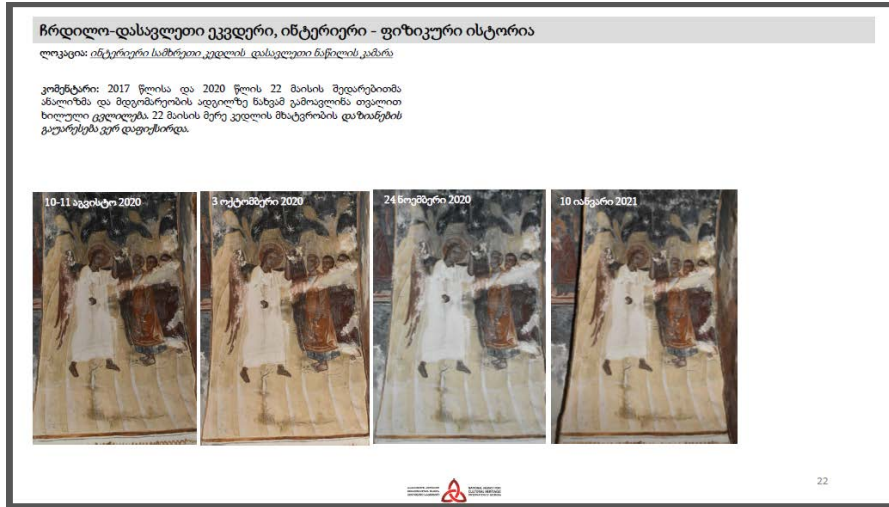 ჩრდილო-დასავლეთი ეკვდერი, ინტერიერი - ფიზიკური ისტორია
ლოკაცია: ინტერიერი სამხრეთი კედლის დასავლეთი ნაწილის კამარა
კომენტარი: 2017 წლისა და 2020 წლის 22 მაისის შედარებითმა
ანალიზმა და მდგომარეობის ადგილზე ნახვამ გამოავლინა თვალით
ხილული ცვლილება. 22 მაისის მერე კედლის მხატვრობის დაზიანების
გაუარესება ვერ დაფიქსირდა.
10-11 აგვისტო 2020
3 ოქტომბერი 2020
24 ნოემბერი 2020
10 იანვარი 2021
22